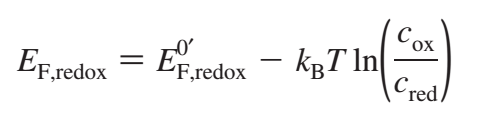 E_F,redox = E^0′_F,redox − k_B T ln(c_ox / c_red)